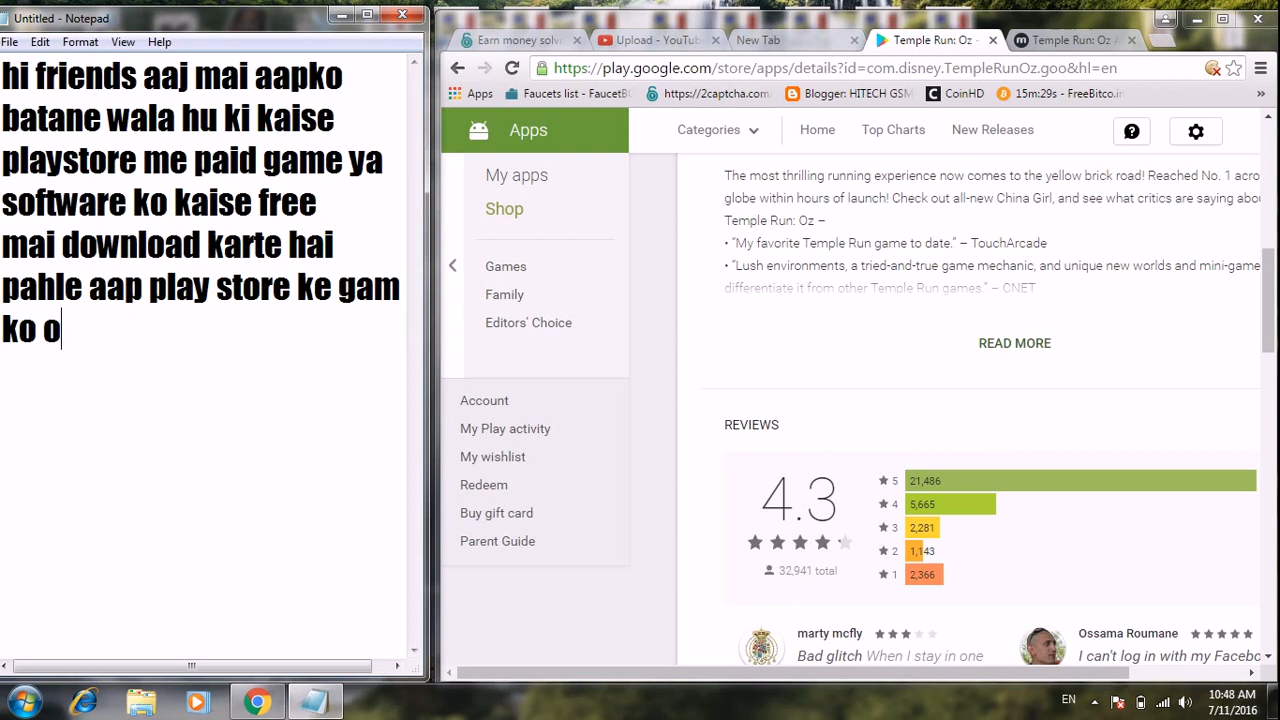 Untitled - Notepad
File Edit Format View Help
hi friends aaj mai aapko
batane wala hu ki kaise
playstore me paid game ya
software ko kaise free
mai download karte hai
pahle aap play store ke gam
ko o
Earn money solvi
Upload - YouTub
New Tab
Temple Run: Oz -
Temple Run: Oz A
https://play.google.com/store/apps/details?id=com.disney.TempleRunOz.goo&hl=en
Apps
Faucets list - FaucetBO
https://2captcha.com/
Blogger: HITECH GSM
CoinHD
15m:29s - FreeBitco.in
Apps
Categories
Home
Top Charts
New Releases
My apps
Shop
Games
Family
Editors' Choice
Account
My Play activity
My wishlist
Redeem
Buy gift card
Parent Guide
The most thrilling running experience now comes to the yellow brick road! Reached No. 1 acro
globe within hours of launch! Check out all-new China Girl, and see what critics are saying abou
Temple Run: Oz –
• “My favorite Temple Run game to date.” – TouchArcade
• “Lush environments, a tried-and-true game mechanic, and unique new worlds and mini-game
differentiate it from other Temple Run games.” – CNET
READ MORE
REVIEWS
4.3
32,941 total
5 21,486
4 5,665
3 2,281
2 1,143
1 2,366
marty mcfly
Bad glitch When I stay in one
Ossama Roumane
I can't log in with my Facebo
EN
10:48 AM
7/11/2016